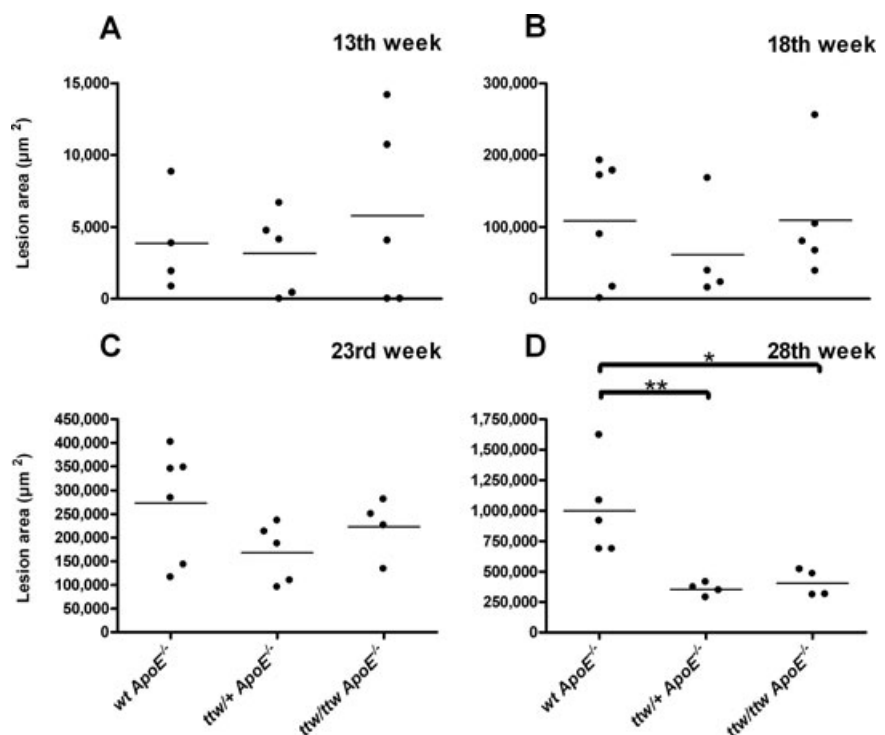 A
13th week
Lesion area (µm ²)
15,000
10,000
5,000
0
B
18th week
300,000
200,000
100,000
0
C
23rd week
Lesion area (µm ²)
450,000
400,000
350,000
300,000
250,000
200,000
150,000
100,000
50,000
0
wt ApoE⁻/⁻
ttw/+ ApoE⁻/⁻
ttw/ttw ApoE⁻/⁻
D
28th week
*
**
1,750,000
1,500,000
1,250,000
1,000,000
750,000
500,000
250,000
0
wt ApoE⁻/⁻
ttw/+ ApoE⁻/⁻
ttw/ttw ApoE⁻/⁻